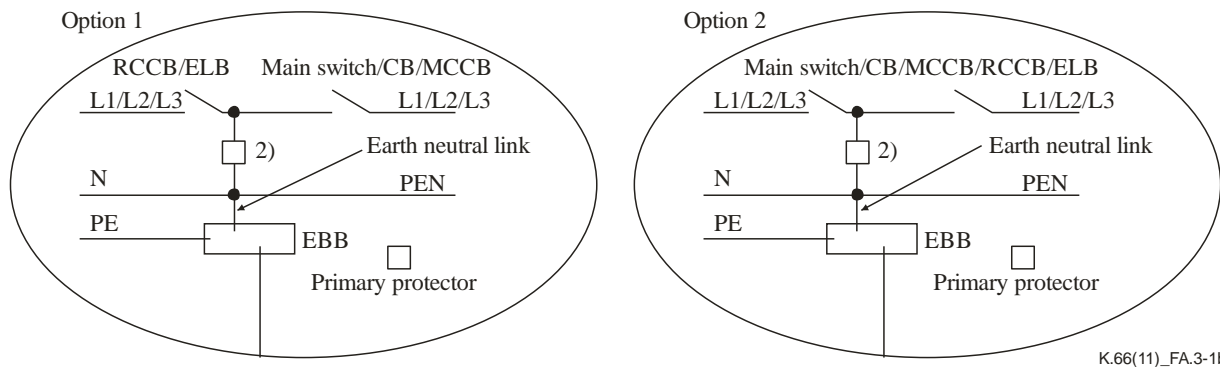 Option 1
RCCB/ELB
Main switch/CB/MCCB
L1/L2/L3
L1/L2/L3
2)
Earth neutral link
N
PEN
PE
EBB
Primary protector
Option 2
Main switch/CB/MCCB/RCCB/ELB
L1/L2/L3
L1/L2/L3
2)
Earth neutral link
N
PEN
PE
EBB
Primary protector